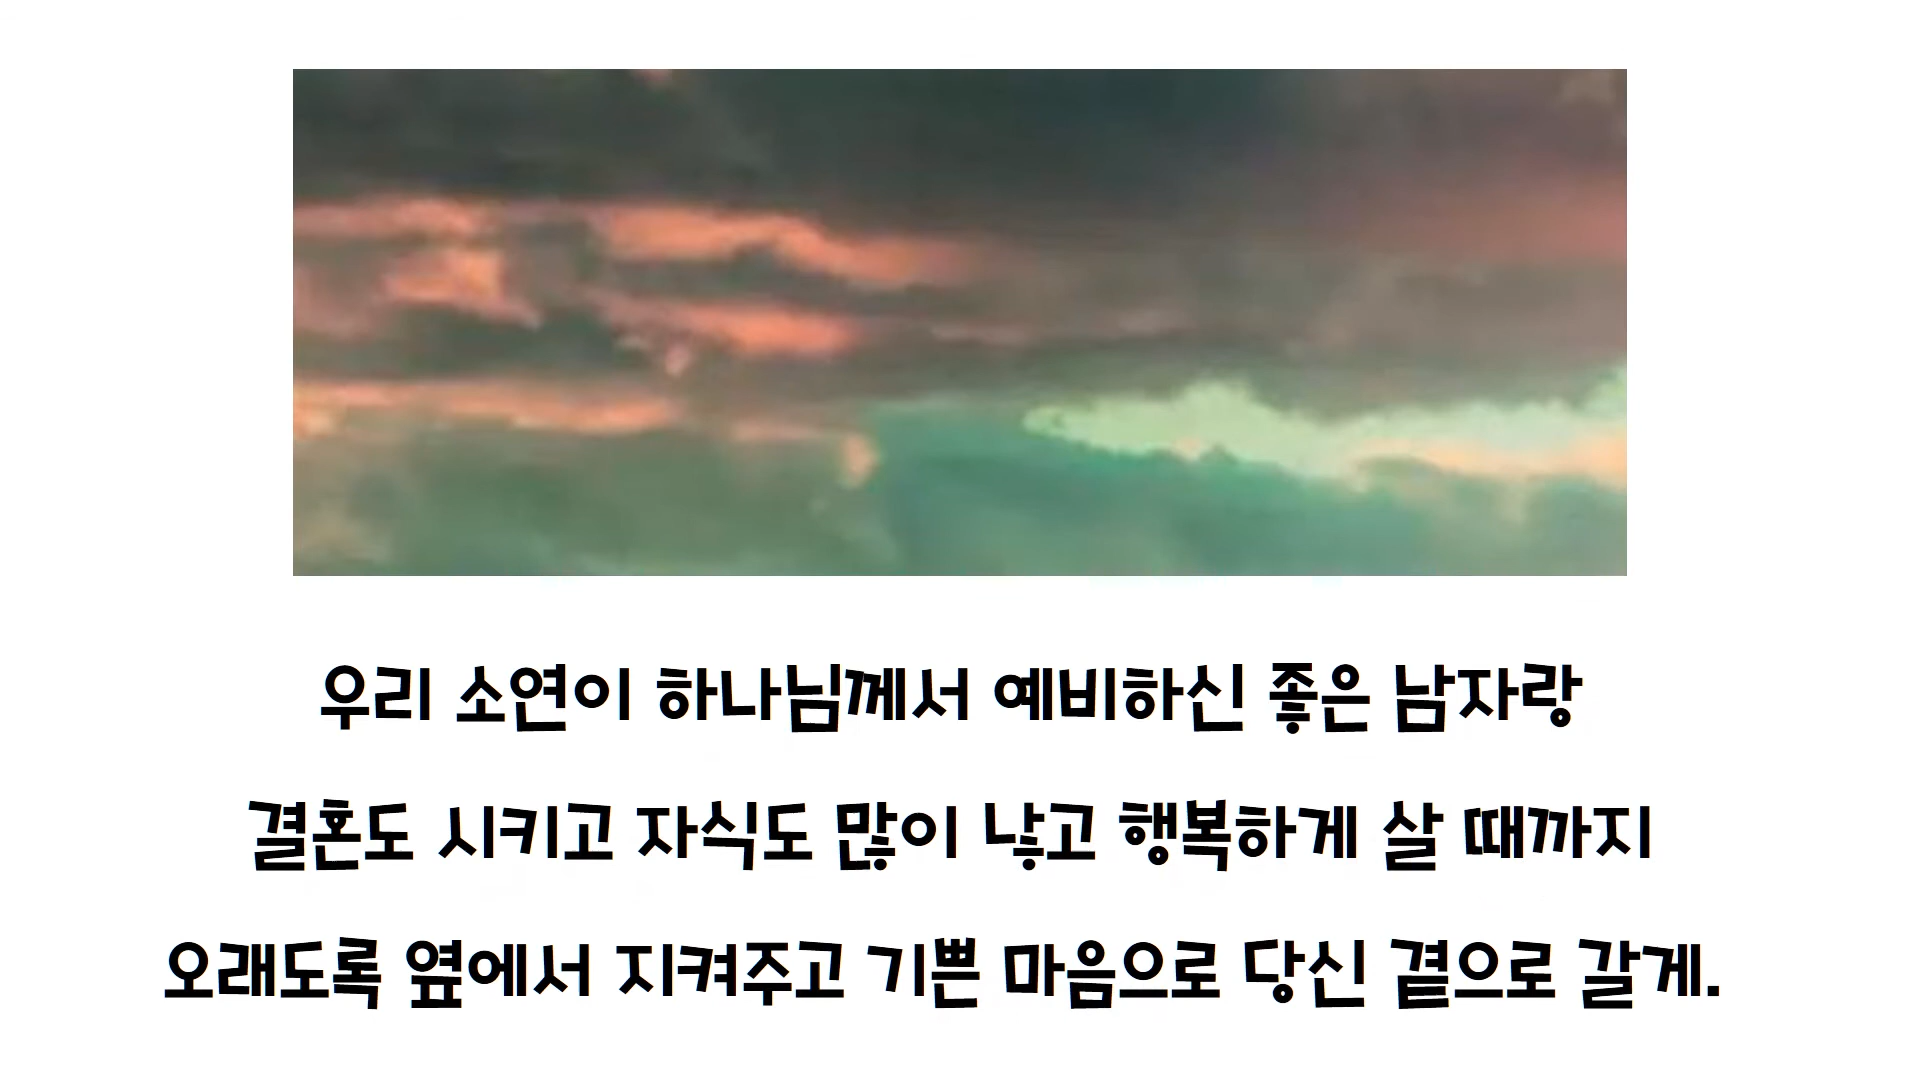 우리 소연이 하나님께서 예비하신 좋은 남자랑
결혼도 시키고 자식도 많이 낳고 행복하게 살 때까지
오래도록 옆에서 지켜주고 기쁜 마음으로 당신 곁으로 갈게.